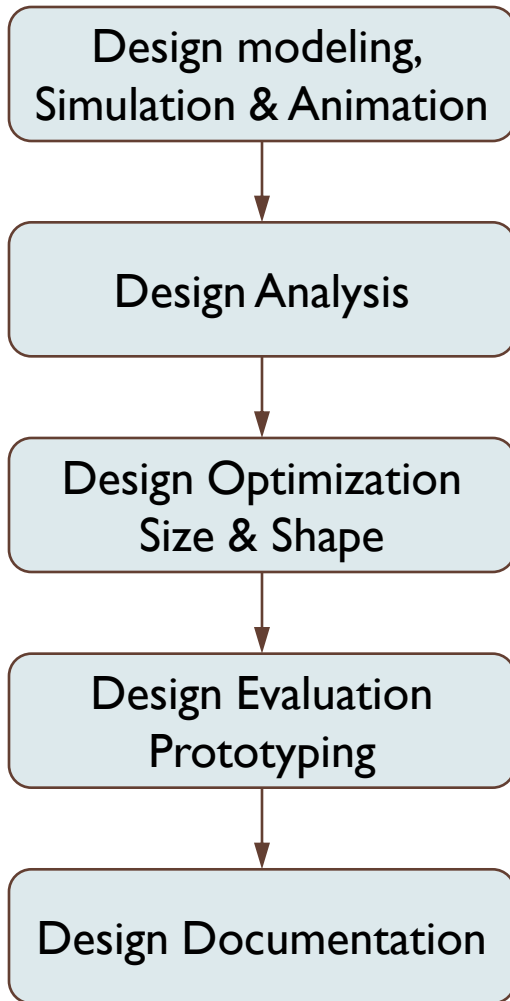 Design modeling,
Simulation & Animation
Design Analysis
Design Optimization
Size & Shape
Design Evaluation
Prototyping
Design Documentation